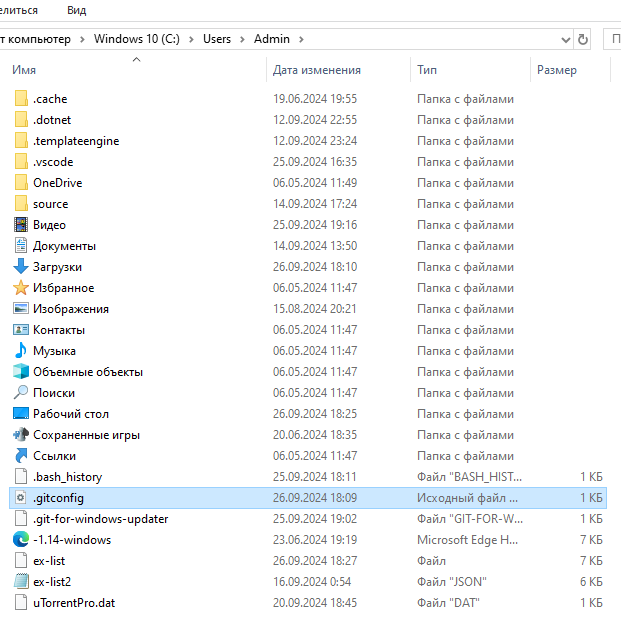 елиться Вид
т компьютер > Windows 10 (C:) > Users > Admin >
Имя Дата изменения Тип Размер
.cache 19.06.2024 19:55 Папка с файлами
.dotnet 12.09.2024 22:55 Папка с файлами
.templateengine 12.09.2024 23:24 Папка с файлами
.vscode 25.09.2024 16:35 Папка с файлами
OneDrive 06.05.2024 11:49 Папка с файлами
source 14.09.2024 17:24 Папка с файлами
Видео 25.09.2024 19:16 Папка с файлами
Документы 14.09.2024 13:50 Папка с файлами
Загрузки 26.09.2024 18:10 Папка с файлами
Избранное 06.05.2024 11:47 Папка с файлами
Изображения 15.08.2024 20:21 Папка с файлами
Контакты 06.05.2024 11:47 Папка с файлами
Музыка 06.05.2024 11:47 Папка с файлами
Объемные объекты 06.05.2024 11:47 Папка с файлами
Поиски 06.05.2024 11:47 Папка с файлами
Рабочий стол 26.09.2024 18:25 Папка с файлами
Сохраненные игры 20.06.2024 18:35 Папка с файлами
Ссылки 06.05.2024 11:47 Папка с файлами
.bash_history 25.09.2024 18:11 Файл "BASH_HIST... 1 КБ
.gitconfig 26.09.2024 18:09 Исходный файл ... 1 КБ
.git-for-windows-updater 25.09.2024 19:02 Файл "GIT-FOR-W... 1 КБ
-1.14-windows 23.06.2024 19:19 Microsoft Edge H... 7 КБ
ex-list 26.09.2024 18:27 Файл 7 КБ
ex-list2 16.09.2024 0:54 Файл "JSON" 6 КБ
uTorrentPro.dat 20.09.2024 18:45 Файл "DAT" 1 КБ